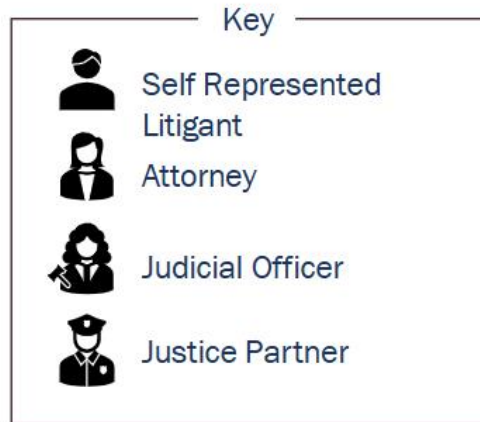 Key
Self Represented
Litigant
Attorney
Judicial Officer
Justice Partner